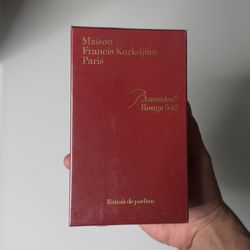 Maison
Francis Kurkdjian
Paris
Baccarat
Rouge 540
Extrait de parfum